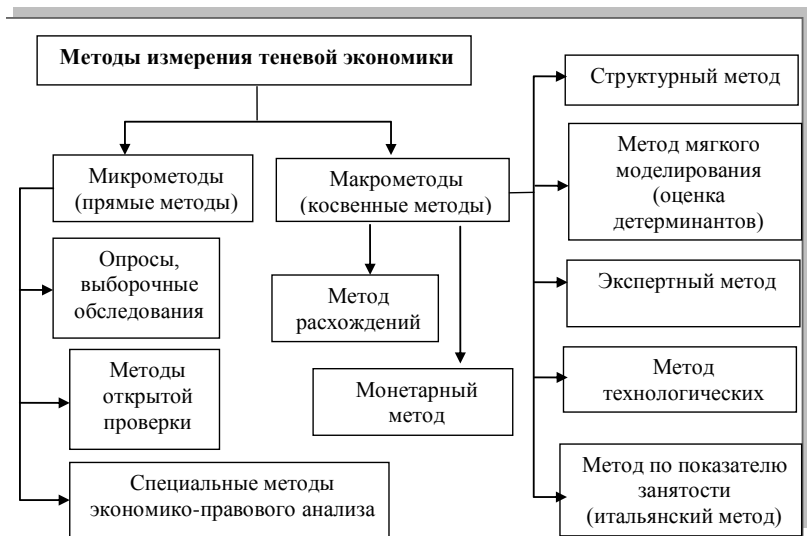 Методы измерения теневой экономики
Микрометоды
(прямые методы)
Опросы,
выборочные
обследования
Методы
открытой
проверки
Специальные методы
экономико-правового анализа
Макрометоды
(косвенные методы)
Метод
расхождений
Монетарный
метод
Структурный метод
Метод мягкого
моделирования
(оценка
детерминантов)
Экспертный метод
Метод
технологических
Метод по показателю
занятости
(итальянский метод)